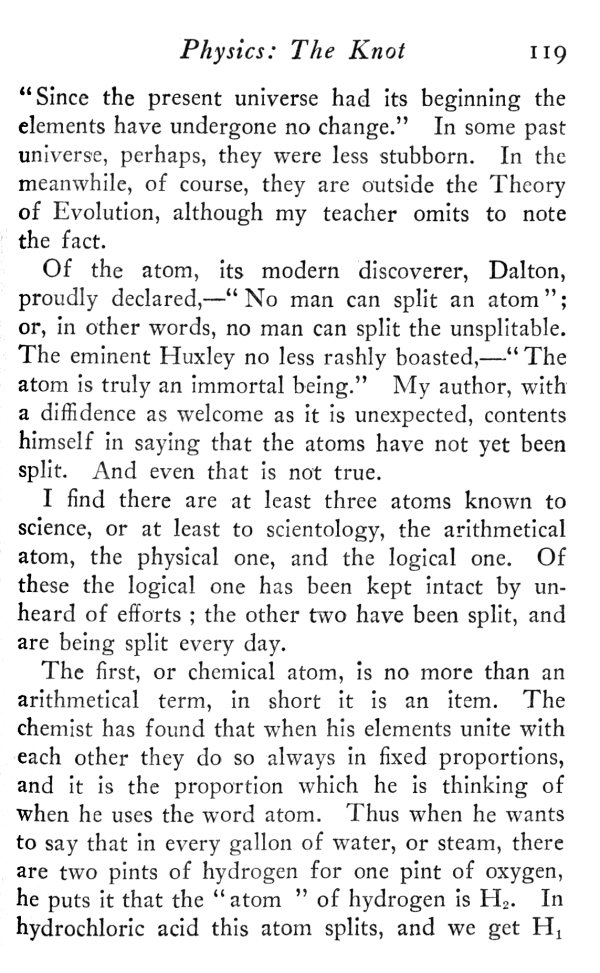 Physics: The Knot 119
“Since the present universe had its beginning the
elements have undergone no change.” In some past
universe, perhaps, they were less stubborn. In the
meanwhile, of course, they are outside the Theory
of Evolution, although my teacher omits to note
the fact.
Of the atom, its modern discoverer, Dalton,
proudly declared,—“ No man can split an atom ”;
or, in other words, no man can split the unsplitable.
The eminent Huxley no less rashly boasted,—“ The
atom is truly an immortal being.” My author, with
a diffidence as welcome as it is unexpected, contents
himself in saying that the atoms have not yet been
split. And even that is not true.
I find there are at least three atoms known to
science, or at least to scientology, the arithmetical
atom, the physical one, and the logical one. Of
these the logical one has been kept intact by un-
heard of efforts ; the other two have been split, and
are being split every day.
The first, or chemical atom, is no more than an
arithmetical term, in short it is an item. The
chemist has found that when his elements unite with
each other they do so always in fixed proportions,
and it is the proportion which he is thinking of
when he uses the word atom. Thus when he wants
to say that in every gallon of water, or steam, there
are two pints of hydrogen for one pint of oxygen,
he puts it that the “ atom ” of hydrogen is H₂. In
hydrochloric acid this atom splits, and we get H₁